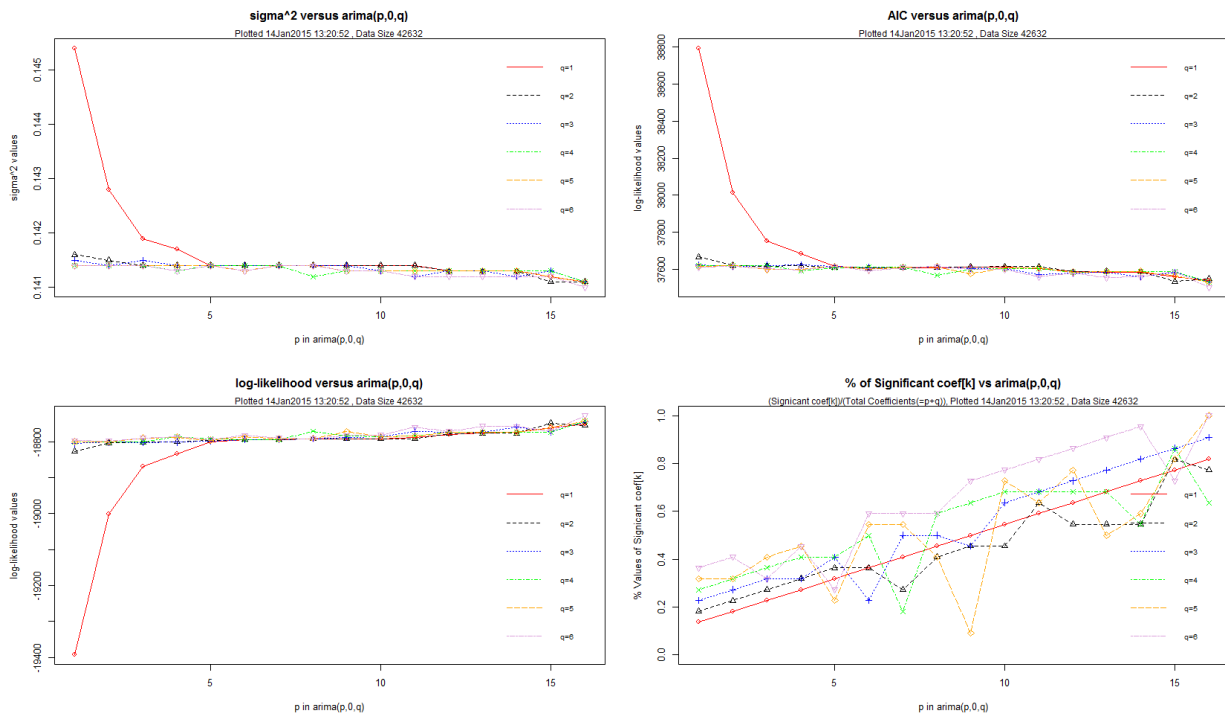 sigma^2 versus arima(p,0,q)
Plotted 14Jan2015 13:20:52 , Data Size 42632
sigma^2 values
0.141
0.142
0.143
0.144
0.145
5
10
15
p in arima(p,0,q)
q=1
q=2
q=3
q=4
q=5
q=6
AIC versus arima(p,0,q)
Plotted 14Jan2015 13:20:52 , Data Size 42632
log-likelihood values
37600
37800
38000
38200
38400
38600
38800
5
10
15
p in arima(p,0,q)
q=1
q=2
q=3
q=4
q=5
q=6
log-likelihood versus arima(p,0,q)
Plotted 14Jan2015 13:20:52 , Data Size 42632
log-likelihood values
-19400
-19200
-19000
-18800
5
10
15
p in arima(p,0,q)
q=1
q=2
q=3
q=4
q=5
q=6
% of Significant coef[k] vs arima(p,0,q)
(Signicant coef[k])/(Total Coefficients(=p+q)), Plotted 14Jan2015 13:20:52 , Data Size 42632
% Values of Signicant coef[k]
0.0
0.2
0.4
0.6
0.8
1.0
5
10
15
p in arima(p,0,q)
q=1
q=2
q=3
q=4
q=5
q=6